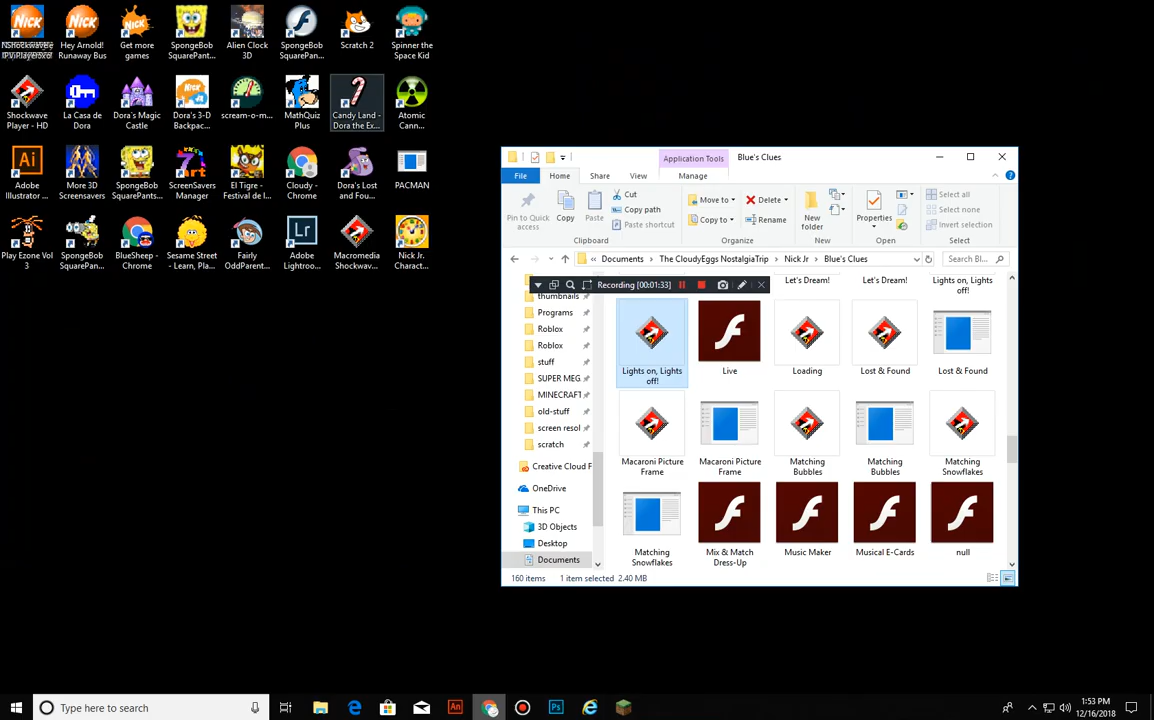 Hey Arnold!
Runaway Bus
Get more
games
SpongeBob
SquarePant...
Alien Clock
3D
SpongeBob
SquarePan...
Scratch 2
Spinner the
Space Kid
Shockwave
Player - HD
La Casa de
Dora
Dora's Magic
Castle
Dora's 3-D
Backpac...
scream-o-m...
MathQuiz
Plus
Candy Land -
Dora the Ex...
Atomic
Cann...
Adobe
Illustrator ...
More 3D
Screensavers
SpongeBob
SquarePants...
ScreenSavers
Manager
El Tigre -
Festival de l...
Cloudy -
Chrome
Dora's Lost
and Fou...
PACMAN
Play Ezone Vol
3
SpongeBob
SquarePan...
BlueSheep -
Chrome
Sesame Street
- Learn, Pla...
Fairly
OddParent...
Adobe
Lightroo...
Macromedia
Shockwav...
Nick Jr.
Charact...
Application Tools
Blue's Clues
File
Home
Share
View
Manage
Pin to Quick
access
Copy
Paste
Cut
Copy path
Paste shortcut
Clipboard
Move to
Copy to
Delete
Rename
Organize
New
folder
New
Properties
Open
Select all
Select none
Invert selection
Select
« Documents > The CloudyEggs NostalgiaTrip > Nick Jr > Blue's Clues
Search Bl...
Recording [00:01:33]
thumbnails
Programs
Roblox
Roblox
stuff
SUPER MEG
MINECRAFT
old-stuff
screen resol
scratch
Creative Cloud F
OneDrive
This PC
3D Objects
Desktop
Documents
Let's Dream!
Let's Dream!
Lights on, Lights
off!
Lights on, Lights
off!
Live
Loading
Lost & Found
Lost & Found
Macaroni Picture
Frame
Macaroni Picture
Frame
Matching
Bubbles
Matching
Bubbles
Matching
Snowflakes
Matching
Snowflakes
Mix & Match
Dress-Up
Music Maker
Musical E-Cards
null
160 items
1 item selected 2.40 MB
Type here to search
1:53 PM
12/16/2018